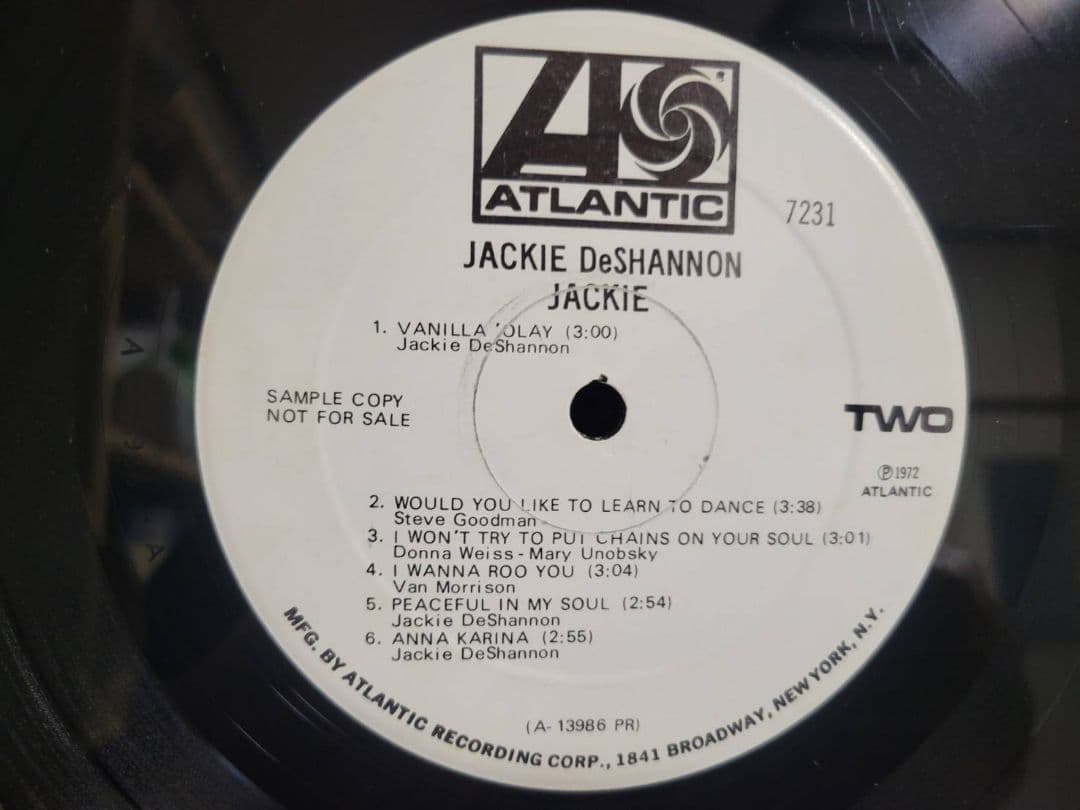 ATLANTIC
7231
JACKIE DeSHANNON
JACKIE
1. VANILLA 'OLAY (3:00)
Jackie DeShannon
SAMPLE COPY
NOT FOR SALE
TWO
Ⓟ1972
ATLANTIC
2. WOULD YOU LIKE TO LEARN TO DANCE (3:38)
Steve Goodman
3. I WON'T TRY TO PUT CHAINS ON YOUR SOUL (3:01)
Donna Weiss - Mary Unobsky
4. I WANNA ROO YOU (3:04)
Van Morrison
5. PEACEFUL IN MY SOUL (2:54)
Jackie DeShannon
6. ANNA KARINA (2:55)
Jackie DeShannon
(A- 13986 PR)
MFG. BY ATLANTIC RECORDING CORP., 1841 BROADWAY, NEW YORK, N.Y.